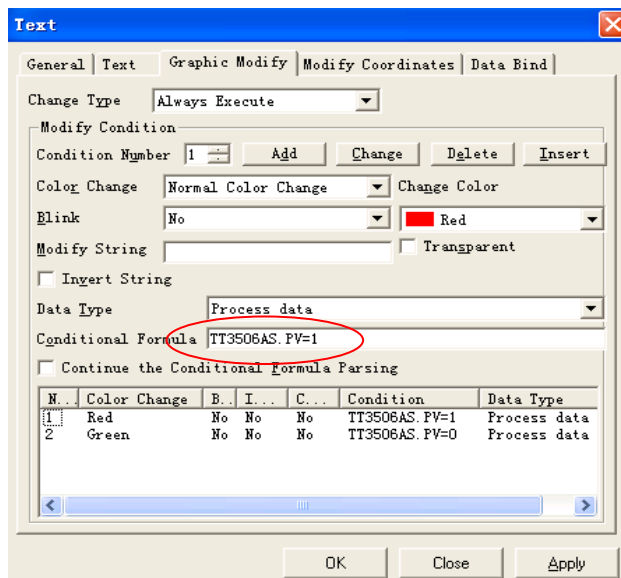 Text
General Text Graphic Modify Modify Coordinates Data Bind
Change Type Always Execute
Modify Condition
Condition Number 1 Add Change Delete Insert
Color Change Normal Color Change Change Color
Blink No Red
Modify String Transparent
Invert String
Data Type Process data
Conditional Formula TT3506AS.PV=1
Continue the Conditional Formula Parsing
N... Color Change B.. I... C... Condition Data Type
1 Red No No No TT3506AS.PV=1 Process data
2 Green No No No TT3506AS.PV=0 Process data
OK Close Apply